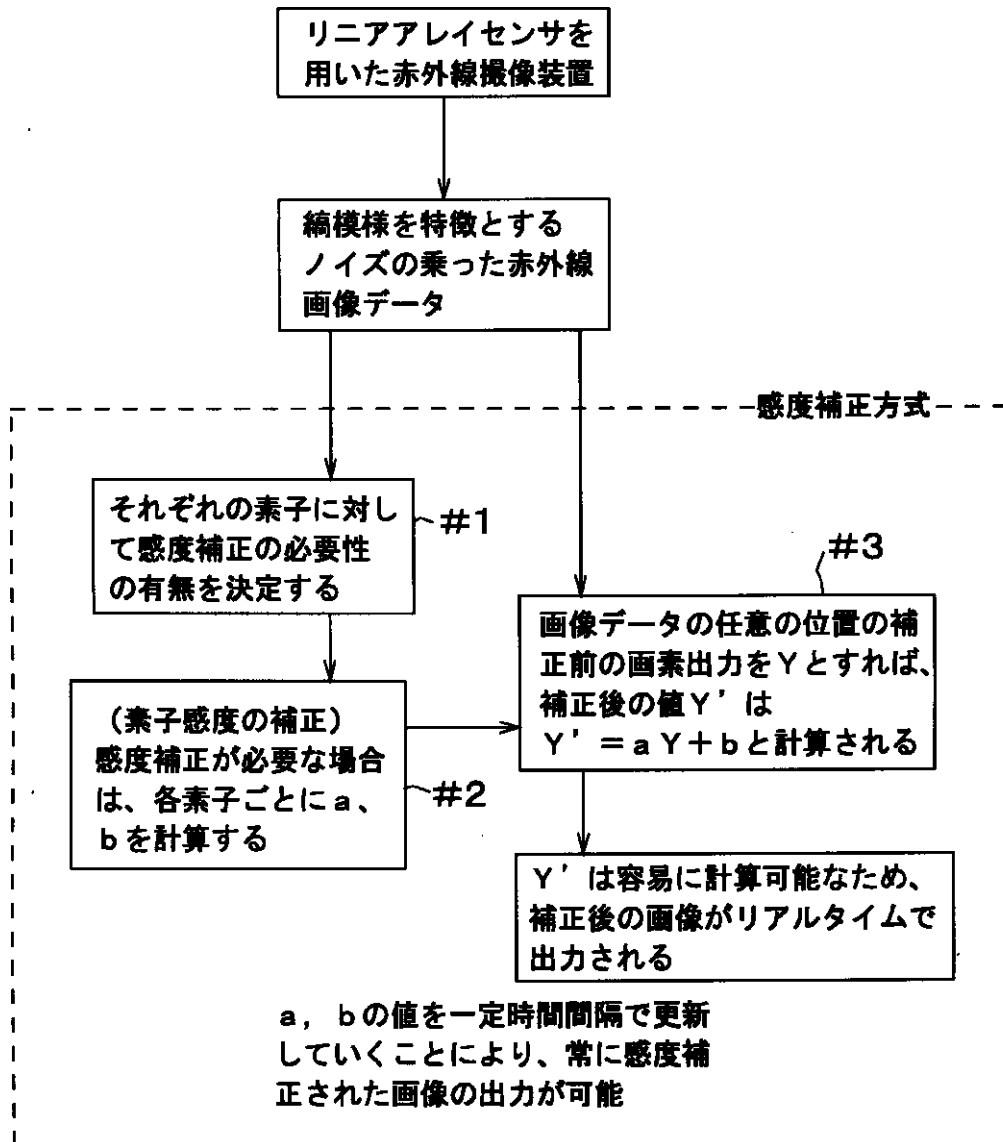 リニアアレイセンサを
用いた赤外線撮像装置
縞模様を特徴とする
ノイズの乗った赤外線
画像データ
感度補正方式
それぞれの素子に対し
て感度補正の必要性
の有無を決定する
#1
(素子感度の補正)
感度補正が必要な場合
は、各素子ごとにa、
bを計算する
#2
#3
画像データの任意の位置の補
正前の画素出力をYとすれば、
補正後の値Y'は
Y'=aY+bと計算される
Y'は容易に計算可能なため、
補正後の画像がリアルタイムで
出力される
a,bの値を一定時間間隔で更新
していくことにより、常に感度補
正された画像の出力が可能